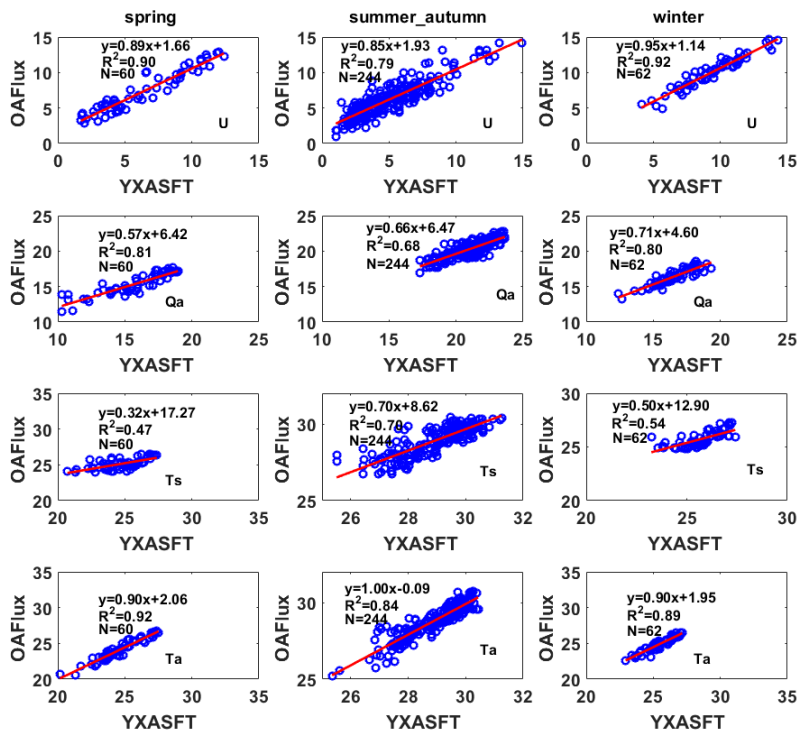 spring summer_autumn winter
y=0.89x+1.66
R²=0.90
N=60
U
OAFlux
15
10
5
0
0 5 10 15
YXASFT
y=0.85x+1.93
R²=0.79
N=244
U
OAFlux
15
10
5
0
0 5 10 15
YXASFT
y=0.95x+1.14
R²=0.92
N=62
U
OAFlux
15
10
5
0
0 5 10 15
YXASFT
y=0.57x+6.42
R²=0.81
N=60
Qa
OAFlux
25
20
15
10
10 15 20 25
YXASFT
y=0.66x+6.47
R²=0.68
N=244
Qa
OAFlux
25
20
15
10
10 15 20 25
YXASFT
y=0.71x+4.60
R²=0.80
N=62
Qa
OAFlux
25
20
15
10
10 15 20 25
YXASFT
y=0.32x+17.27
R²=0.47
N=60
Ts
OAFlux
35
30
25
20
20 25 30 35
YXASFT
y=0.70x+8.62
R²=0.70
N=244
Ts
OAFlux
30
25
26 28 30 32
YXASFT
y=0.50x+12.90
R²=0.54
N=62
Ts
OAFlux
30
25
20
20 25 30
YXASFT
y=0.90x+2.06
R²=0.92
N=60
Ta
OAFlux
35
30
25
20
20 25 30 35
YXASFT
y=1.00x-0.09
R²=0.84
N=244
Ta
OAFlux
30
25
26 28 30 32
YXASFT
y=0.90x+1.95
R²=0.89
N=62
Ta
OAFlux
35
30
25
20
20 25 30 35
YXASFT